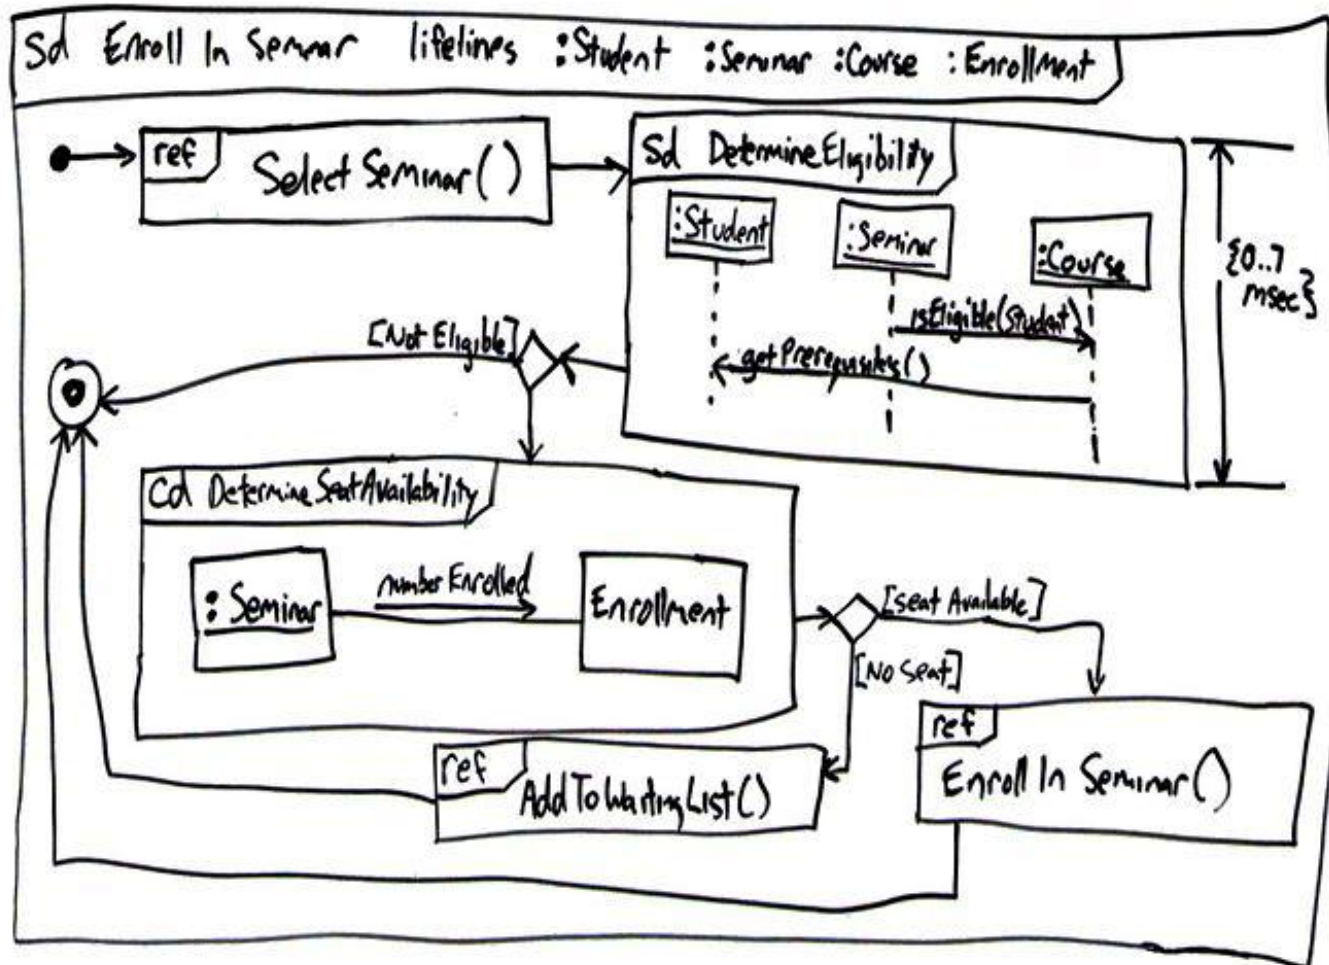 Sd Enroll In Seminar lifelines :Student :Seminar :Course :Enrollment
ref
Select Seminar()
Sd DetermineEligibility
:Student
:Seminar
:Course
{0..7
msec}
isEligible(Student)
getPrerequisites()
[Not Eligible]
Cd DetermineSeatAvailability
:Seminar
numberEnrolled
Enrollment
[seat Available]
[No Seat]
ref
AddToWaitingList()
ref
Enroll In Seminar()